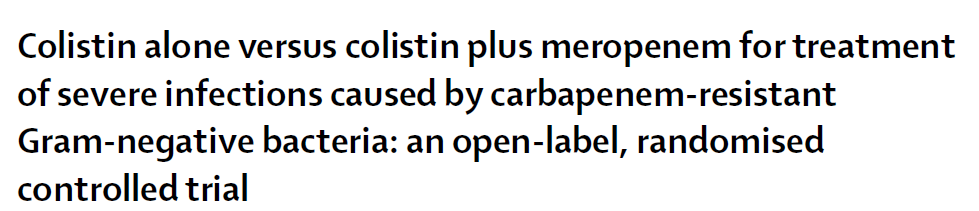 Colistin alone versus colistin plus meropenem for treatment
of severe infections caused by carbapenem-resistant
Gram-negative bacteria: an open-label, randomised
controlled trial